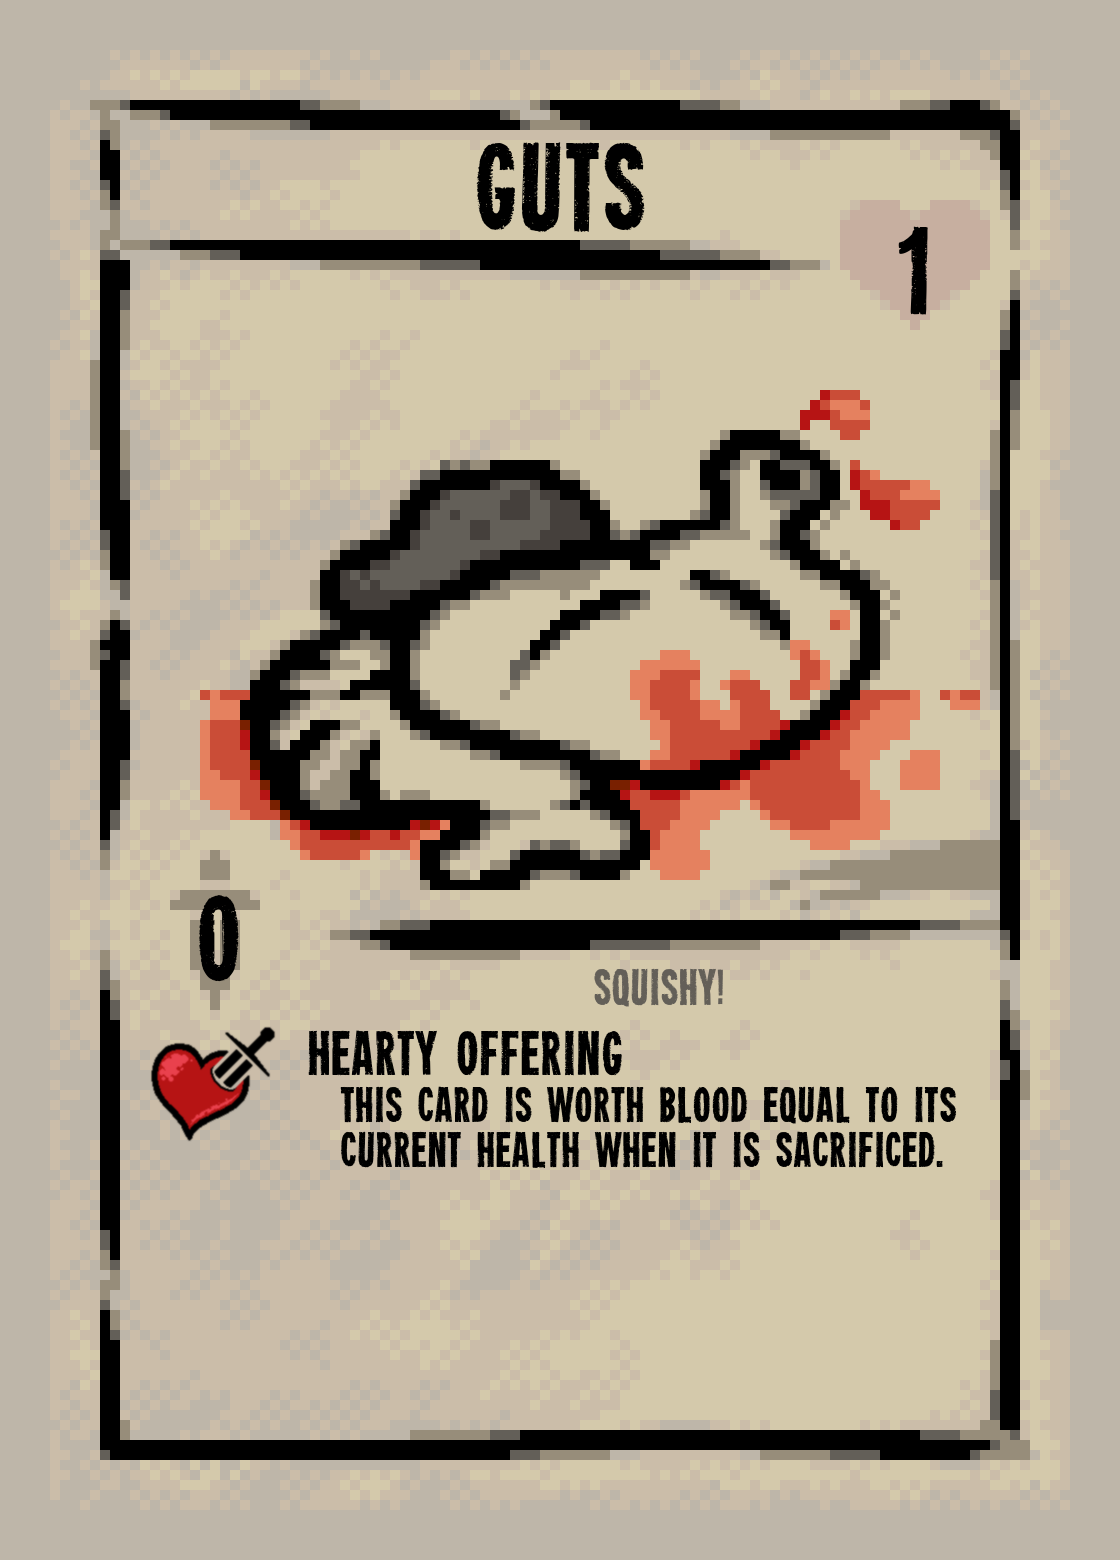 GUTS
1
0
SQUISHY!
HEARTY OFFERING
THIS CARD IS WORTH BLOOD EQUAL TO ITS
CURRENT HEALTH WHEN IT IS SACRIFICED.